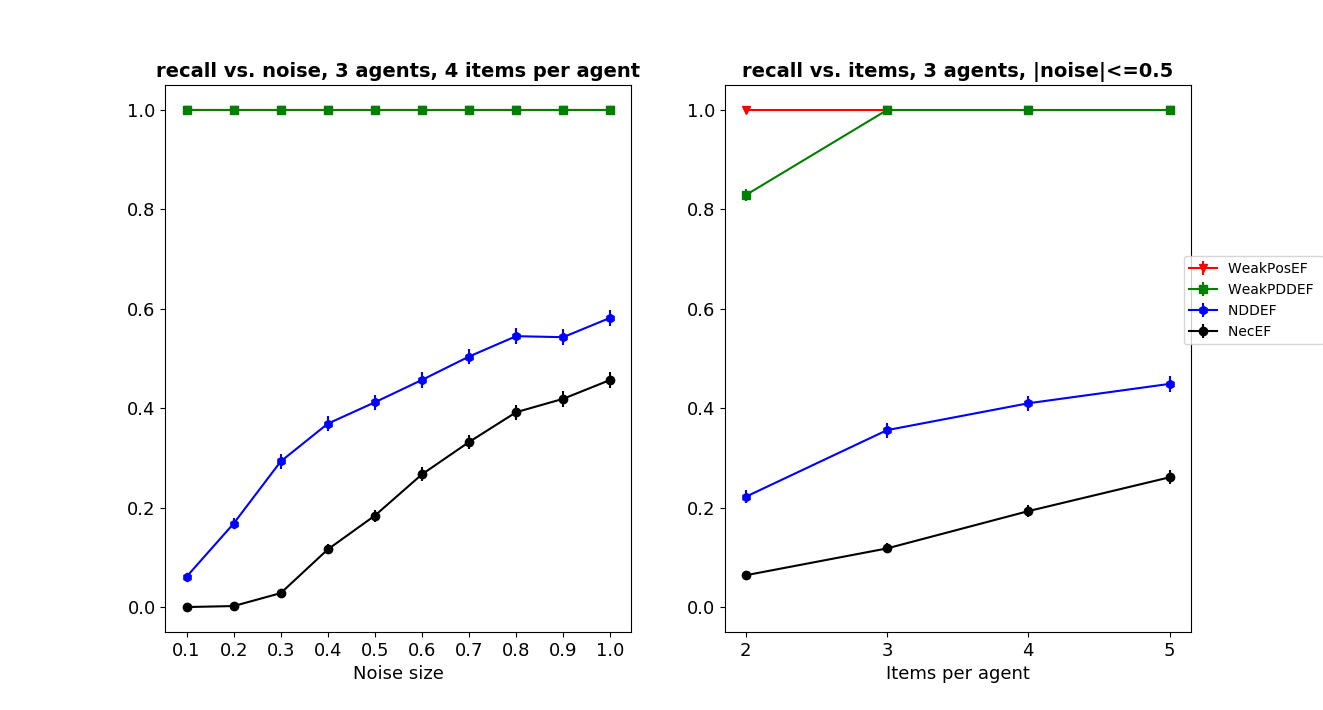 recall vs. noise, 3 agents, 4 items per agent
1.0
0.8
0.6
0.4
0.2
0.0
0.1 0.2 0.3 0.4 0.5 0.6 0.7 0.8 0.9 1.0
Noise size
recall vs. items, 3 agents, |noise|<=0.5
1.0
0.8
0.6
0.4
0.2
0.0
2 3 4 5
Items per agent
WeakPosEF
WeakPDDEF
NDDEF
NecEF